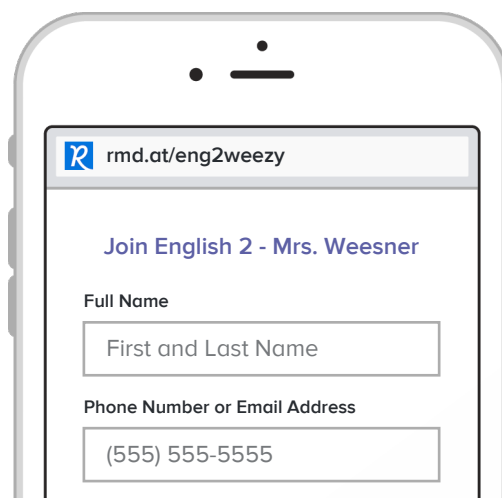 rmd.at/eng2weezy
Join English 2 - Mrs. Weesner
Full Name
First and Last Name
Phone Number or Email Address
(555) 555-5555